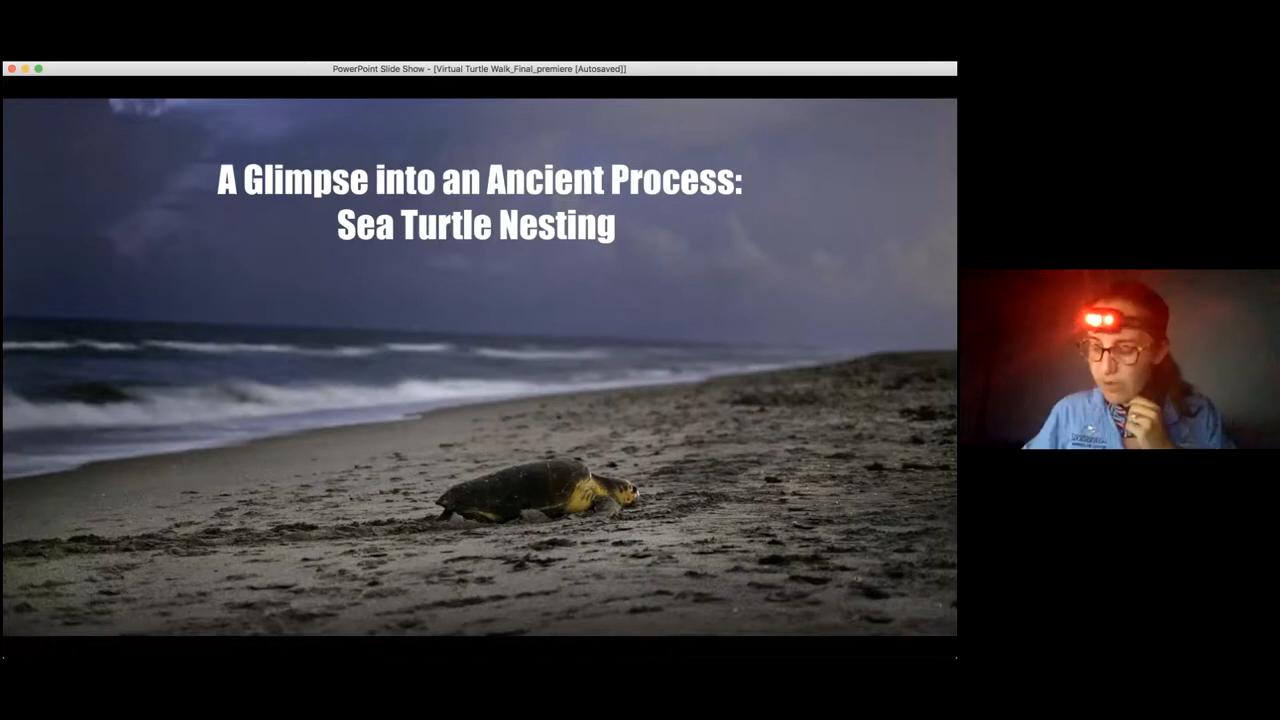 PowerPoint Slide Show - [Virtual Turtle Walk_Final_premiere [Autosaved]]
A Glimpse into an Ancient Process:
Sea Turtle Nesting